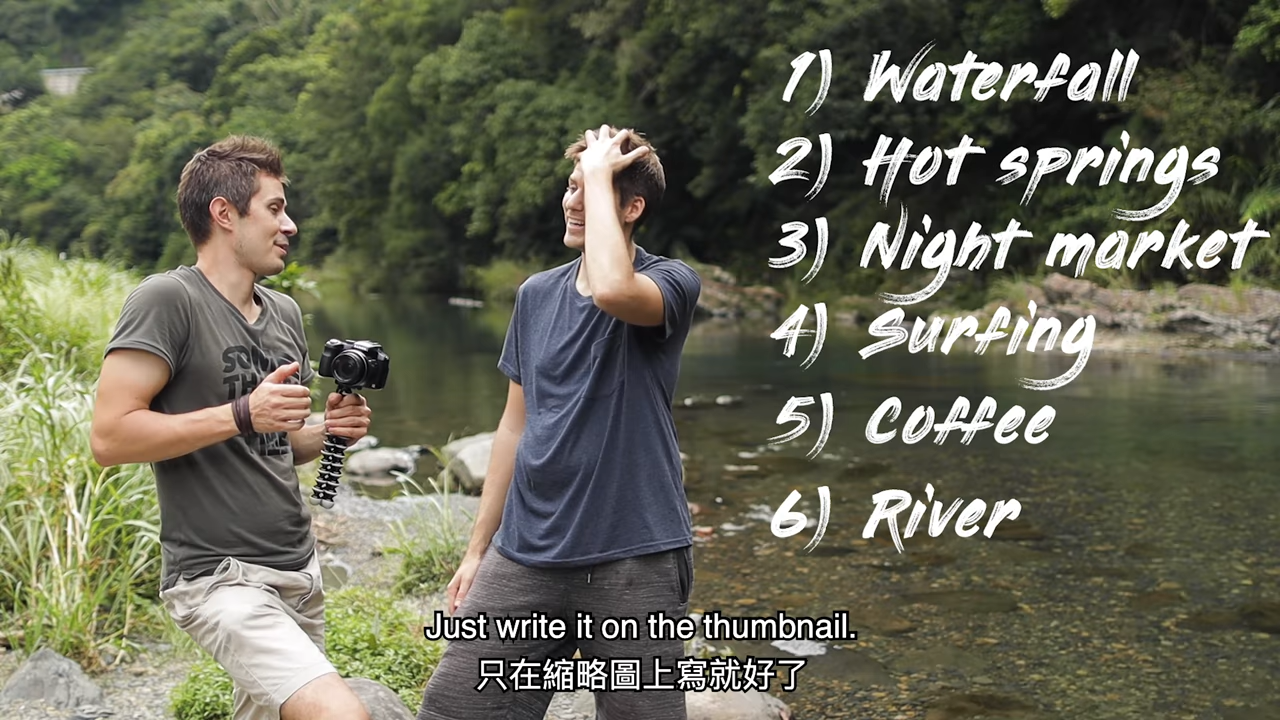 1) Waterfall
2) Hot springs
3) Night market
4) Surfing
5) Coffee
6) River
Just write it on the thumbnail.
只在縮略圖上寫就好了